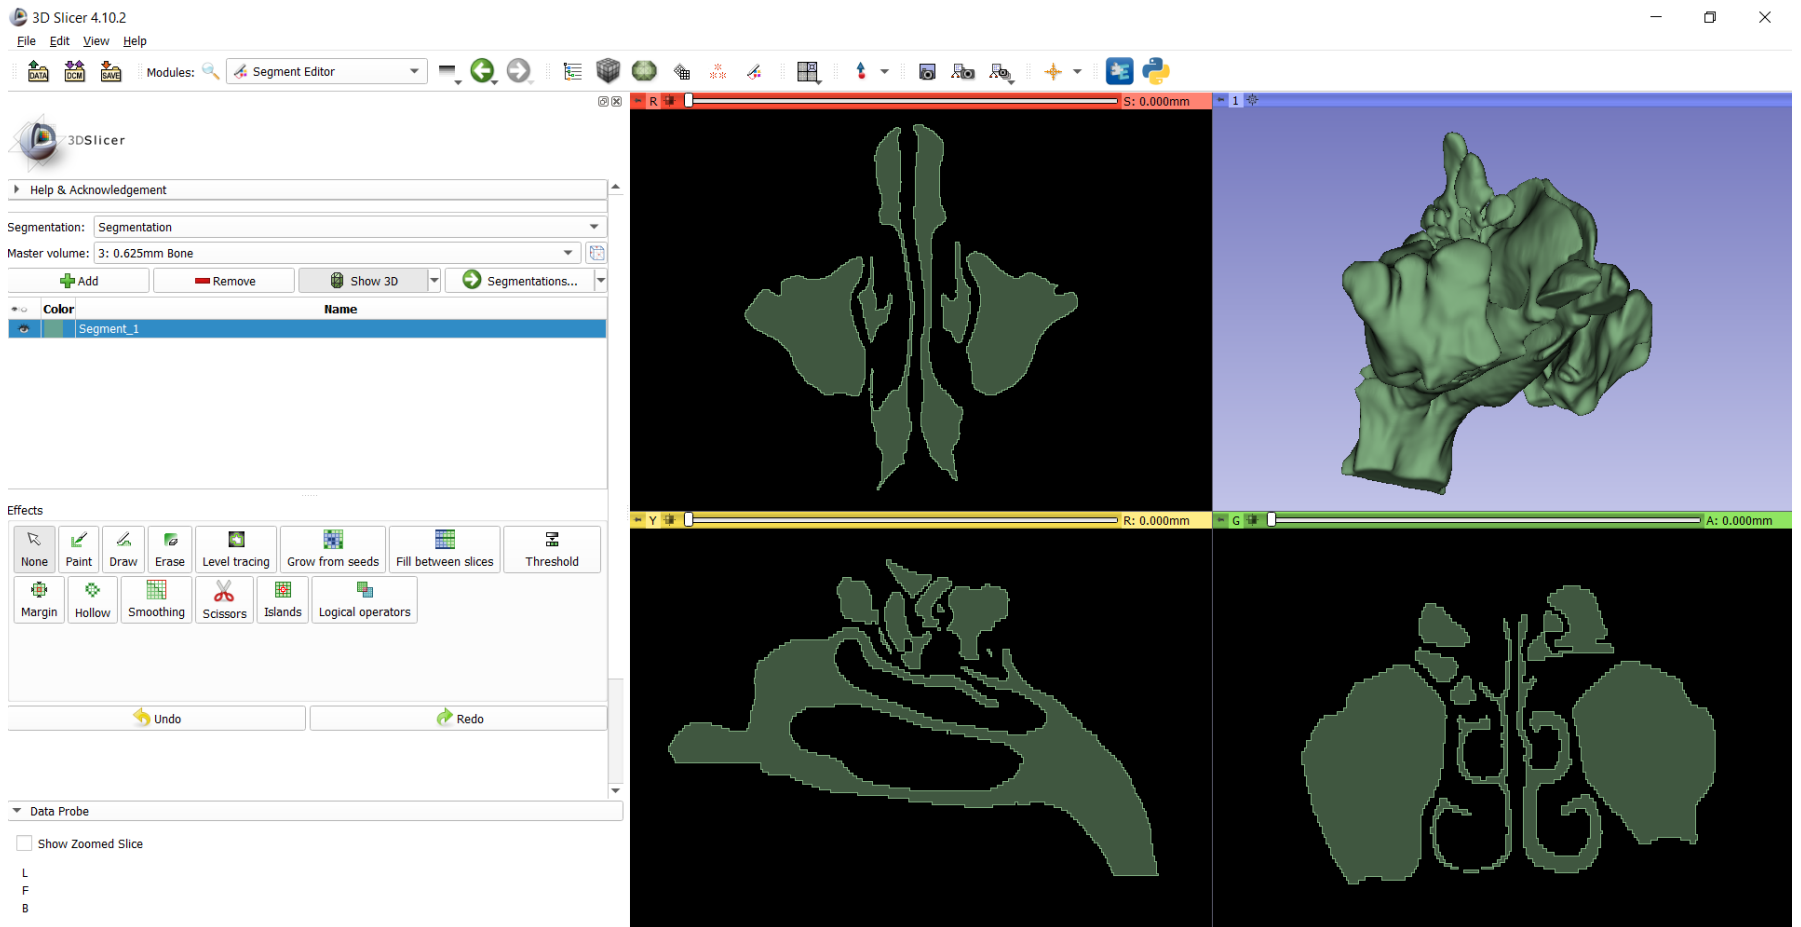 3D Slicer 4.10.2
File Edit View Help
DATA DCM SAVE Modules: Segment Editor
R S: 0.000mm
1
3DSlicer
Help & Acknowledgement
Segmentation: Segmentation
Master volume: 3: 0.625mm Bone
Add Remove Show 3D Segmentations...
Color Name
Segment_1
Effects
None Paint Draw Erase Level tracing Grow from seeds Fill between slices Threshold
Margin Hollow Smoothing Scissors Islands Logical operators
Undo Redo
Y R: 0.000mm
G A: 0.000mm
Data Probe
Show Zoomed Slice
L
F
B